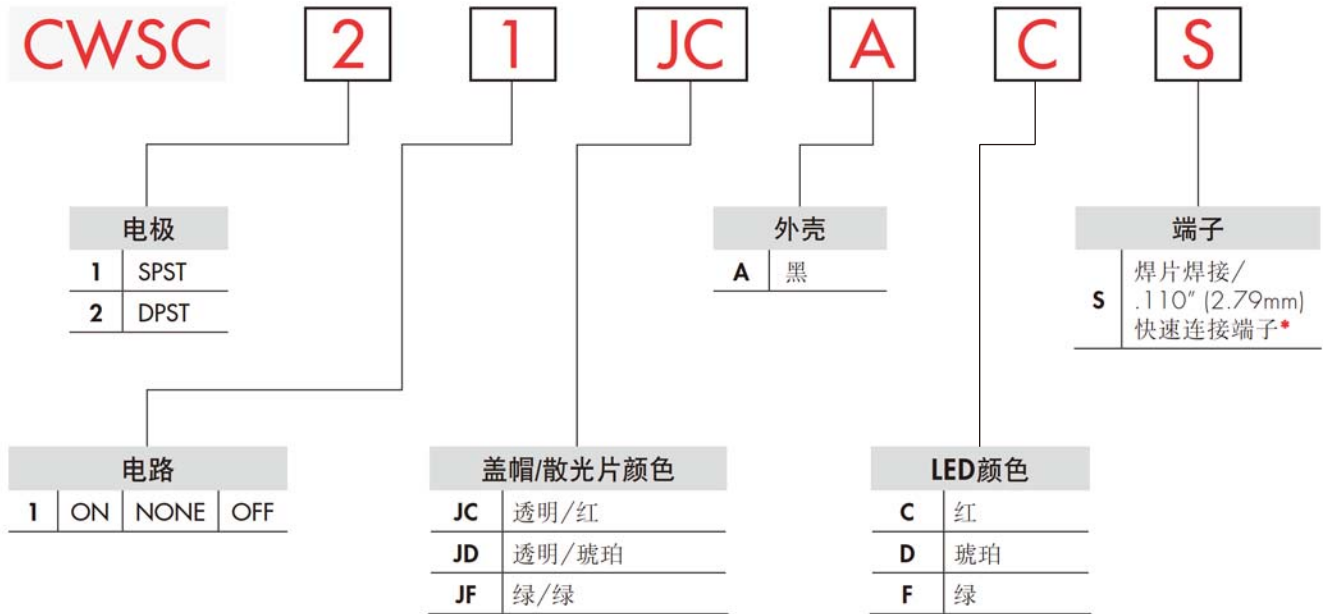 CWSC 2 1 JC A C S
电极
1 SPST
2 DPST
外壳
A 黑
端子
S 焊片焊接/
.110" (2.79mm)
快速连接端子*
电路
1 ON NONE OFF
盖帽/散光片颜色
JC 透明/红
JD 透明/琥珀
JF 绿/绿
LED颜色
C 红
D 琥珀
F 绿